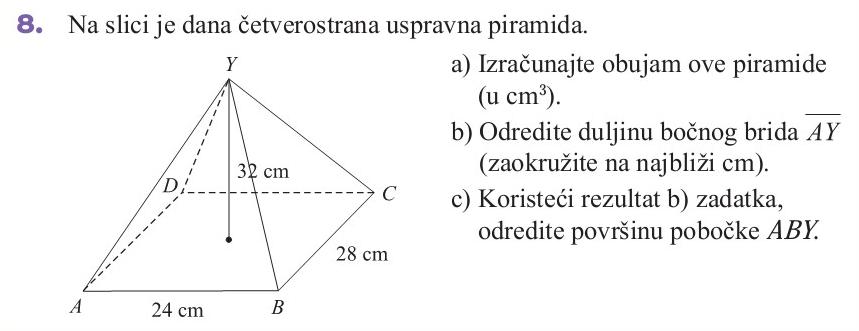 8. Na slici je dana četverostrana uspravna piramida.
Y
32 cm
D
C
28 cm
A
24 cm
B
a) Izračunajte obujam ove piramide
(u cm³).
b) Odredite duljinu bočnog brida AY
(zaokružite na najbliži cm).
c) Koristeći rezultat b) zadatka,
odredite površinu pobočke ABY.